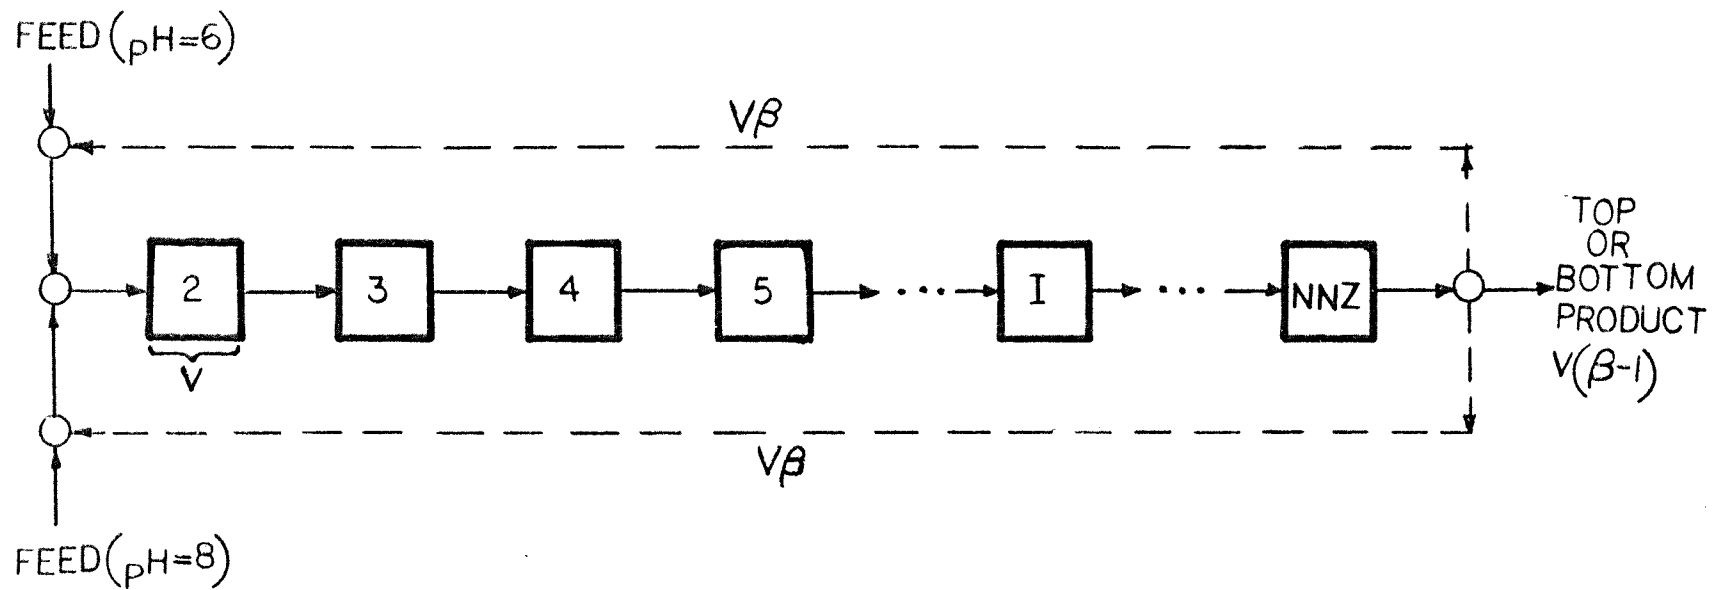 FEED (pH=6)
Vβ
2 3 4 5 ... I ... NNZ
V
TOP
OR
BOTTOM
PRODUCT
V(β-1)
Vβ
FEED (pH=8)